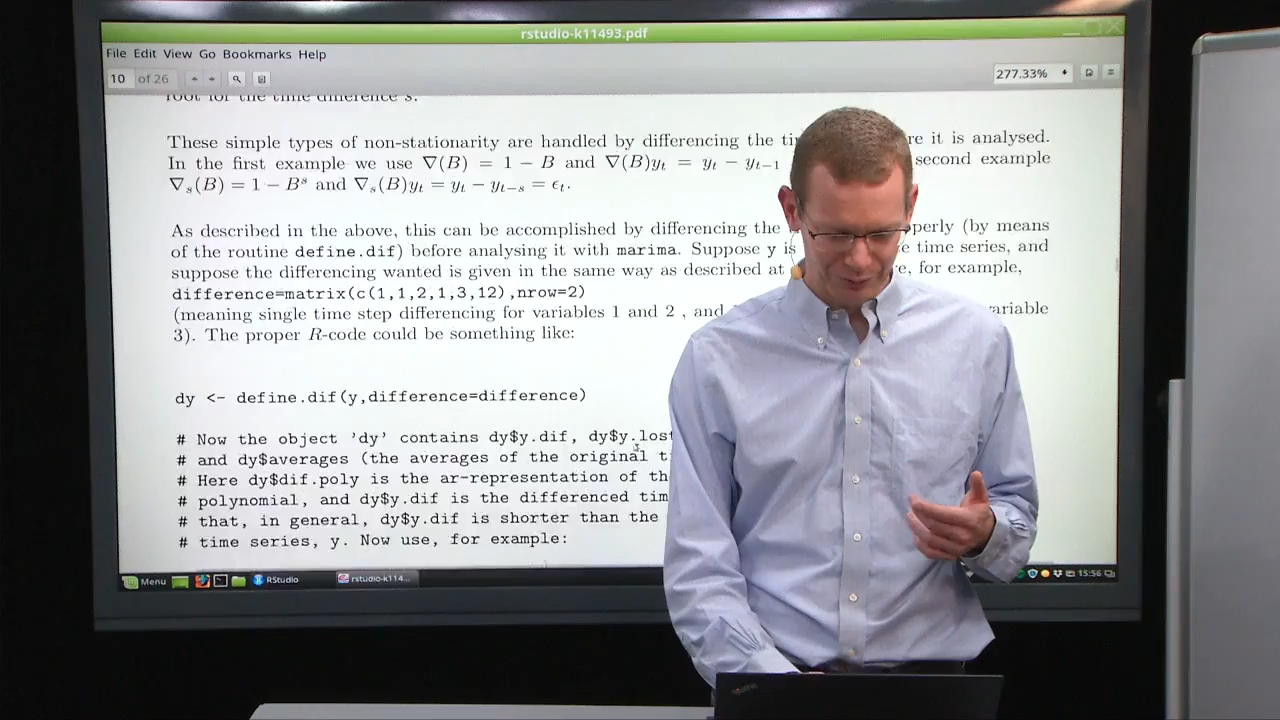 rstudio-k11493.pdf
File Edit View Go Bookmarks Help
10 of 26
277.33%
root for the time difference s.
These simple types of non-stationarity are handled by differencing the re it is analysed.
In the first example we use ∇(B) = 1 − B and ∇(B)yₜ = yₜ − yₜ₋₁ second example
∇ₛ(B) = 1 − Bˢ and ∇ₛ(B)yₜ = yₜ − yₜ₋ₛ = ϵₜ.
As described in the above, this can be accomplished by differencing the perly (by means
of the routine define.dif) before analysing it with marima. Suppose y is time series, and
suppose the differencing wanted is given in the same way as described at e, for example,
difference=matrix(c(1,1,2,1,3,12),nrow=2)
(meaning single time step differencing for variables 1 and 2 , and ariable
3). The proper R-code could be something like:
dy <- define.dif(y,difference=difference)
# Now the object 'dy' contains dy$y.dif, dy$y.lost
# and dy$averages (the averages of the original t
# Here dy$dif.poly is the ar-representation of th
# polynomial, and dy$y.dif is the differenced tim
# that, in general, dy$y.dif is shorter than the
# time series, y. Now use, for example:
Menu RStudio rstudio-k114... 15:56